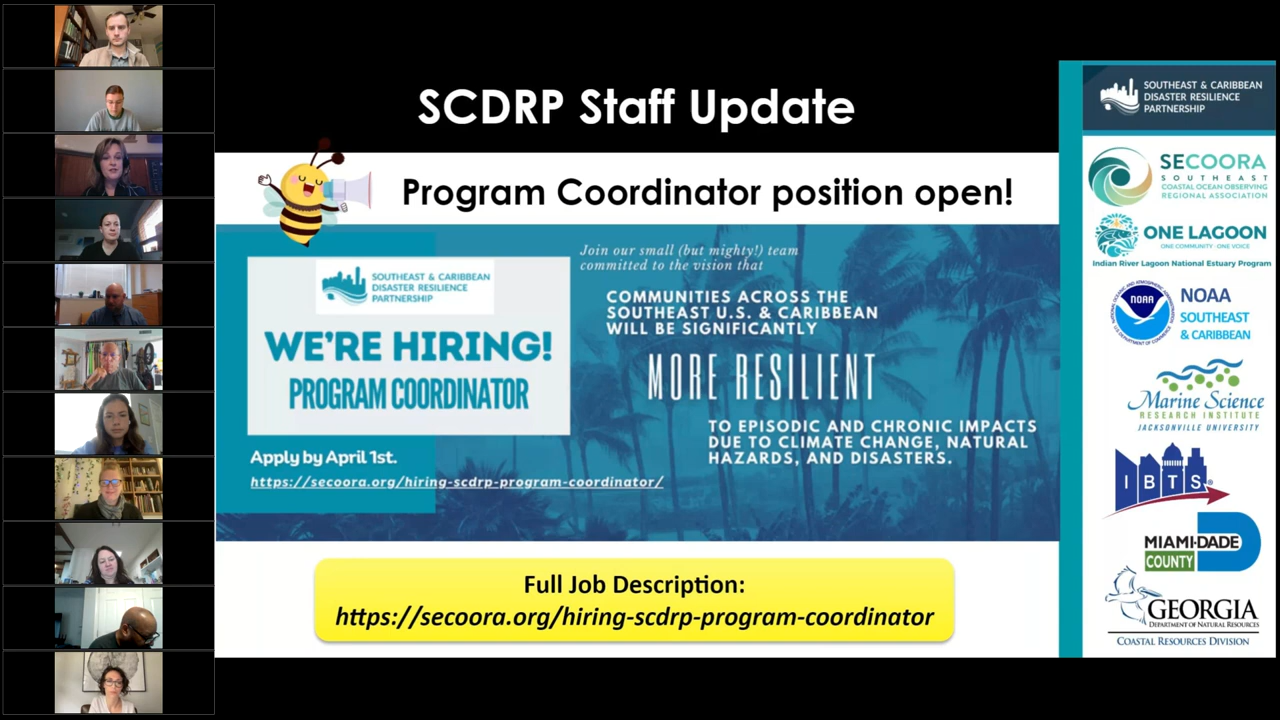 SCDRP Staff Update
Program Coordinator position open!
SOUTHEAST & CARIBBEAN
DISASTER RESILIENCE
PARTNERSHIP
WE'RE HIRING!
PROGRAM COORDINATOR
Apply by April 1st.
https://secoora.org/hiring-scdrp-program-coordinator/
Join our small (but mighty!) team
committed to the vision that
COMMUNITIES ACROSS THE
SOUTHEAST U.S. & CARIBBEAN
WILL BE SIGNIFICANTLY
MORE RESILIENT
TO EPISODIC AND CHRONIC IMPACTS
DUE TO CLIMATE CHANGE, NATURAL
HAZARDS, AND DISASTERS.
Full Job Description:
https://secoora.org/hiring-scdrp-program-coordinator
SOUTHEAST & CARIBBEAN
DISASTER RESILIENCE
PARTNERSHIP
SECOORA
SOUTHEAST
COASTAL OCEAN OBSERVING
REGIONAL ASSOCIATION
ONE LAGOON
ONE COMMUNITY · ONE VOICE
Indian River Lagoon National Estuary Program
NOAA
NOAA
SOUTHEAST
& CARIBBEAN
Marine Science
RESEARCH INSTITUTE
JACKSONVILLE UNIVERSITY
IBTS®
MIAMI-DADE
COUNTY
GEORGIA
DEPARTMENT OF NATURAL RESOURCES
COASTAL RESOURCES DIVISION